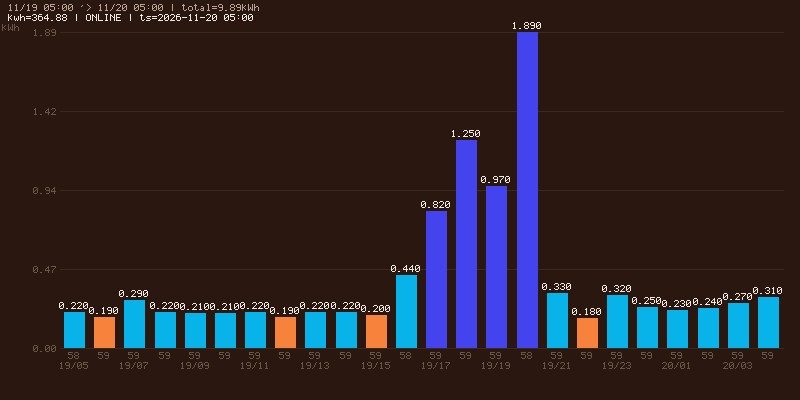 11/19 05:00 -> 11/20 05:00 | total=9.89kWh
Kwh=364.88 | ONLINE | ts=2026-11-20 05:00
kWh
1.89
1.42
0.94
0.47
0.00
0.220 0.190 0.290 0.220 0.210 0.210 0.220 0.190 0.220 0.220 0.200 0.440 0.820 1.250 0.970 1.890 0.330 0.180 0.320 0.250 0.230 0.240 0.270 0.310
58 59 59 59 59 59 59 59 59 59 59 58 59 59 59 58 59 59 59 59 59 59 59 59
19/05 19/07 19/09 19/11 19/13 19/15 19/17 19/19 19/21 19/23 20/01 20/03